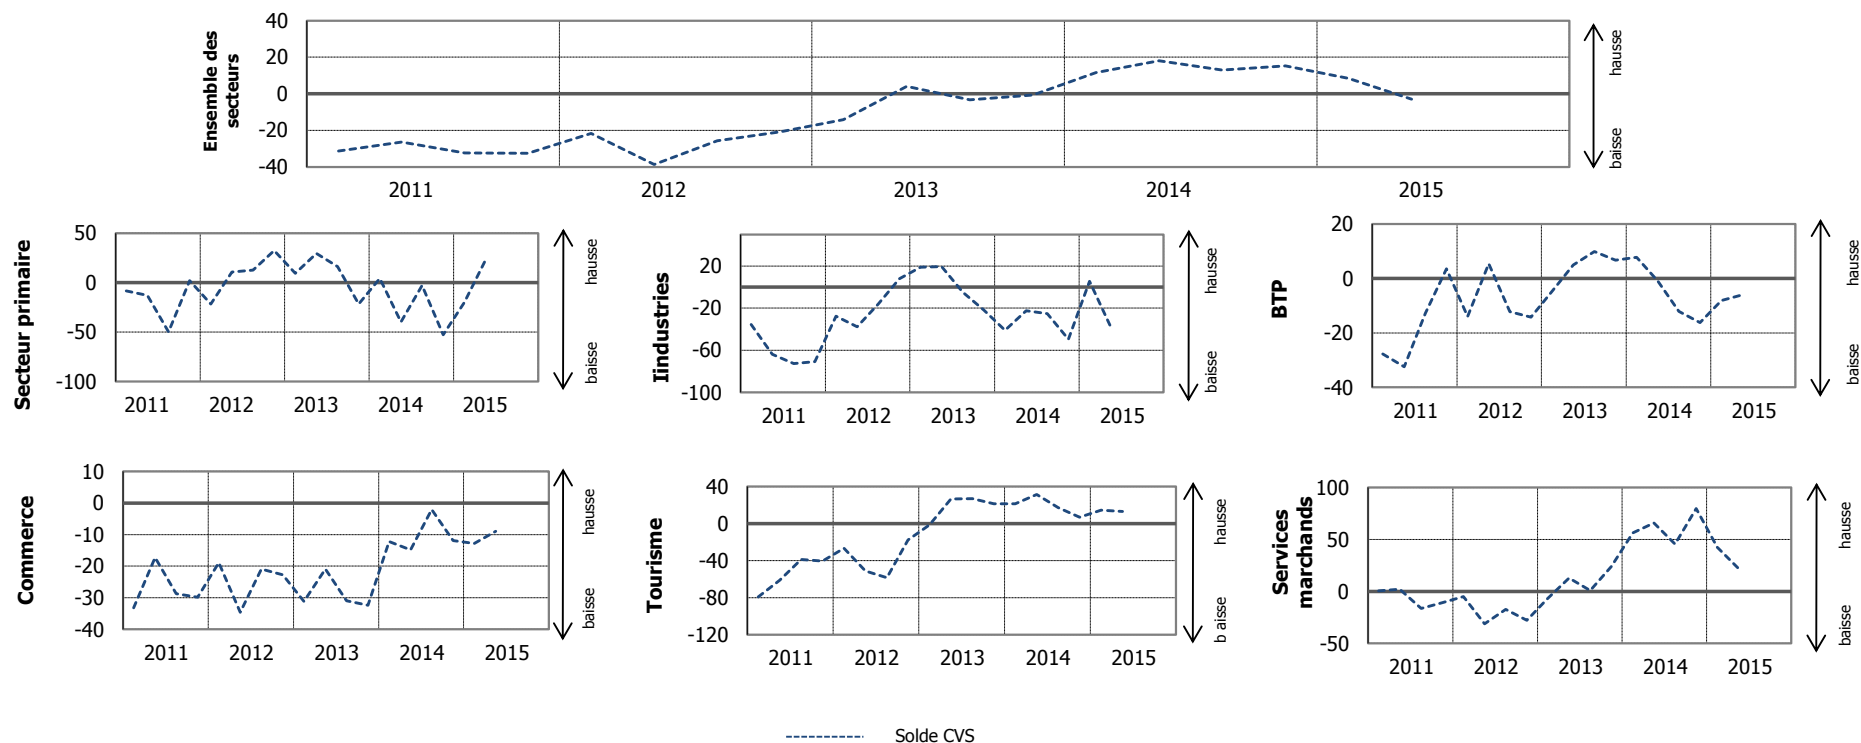 Ensemble des
secteurs
40
20
0
-20
-40
2011
2012
2013
2014
2015
hausse
baisse
Secteur primaire
50
0
-50
-100
2011
2012
2013
2014
2015
hausse
baisse
Iindustries
20
-20
-60
-100
2011
2012
2013
2014
2015
hausse
baisse
BTP
20
0
-20
-40
2011
2012
2013
2014
2015
hausse
baisse
Commerce
10
0
-10
-20
-30
-40
2011
2012
2013
2014
2015
hausse
baisse
Tourisme
40
0
-40
-80
-120
2011
2012
2013
2014
2015
hausse
b aisse
Services
marchands
100
50
0
-50
2011
2012
2013
2014
2015
hausse
baisse
Solde CVS